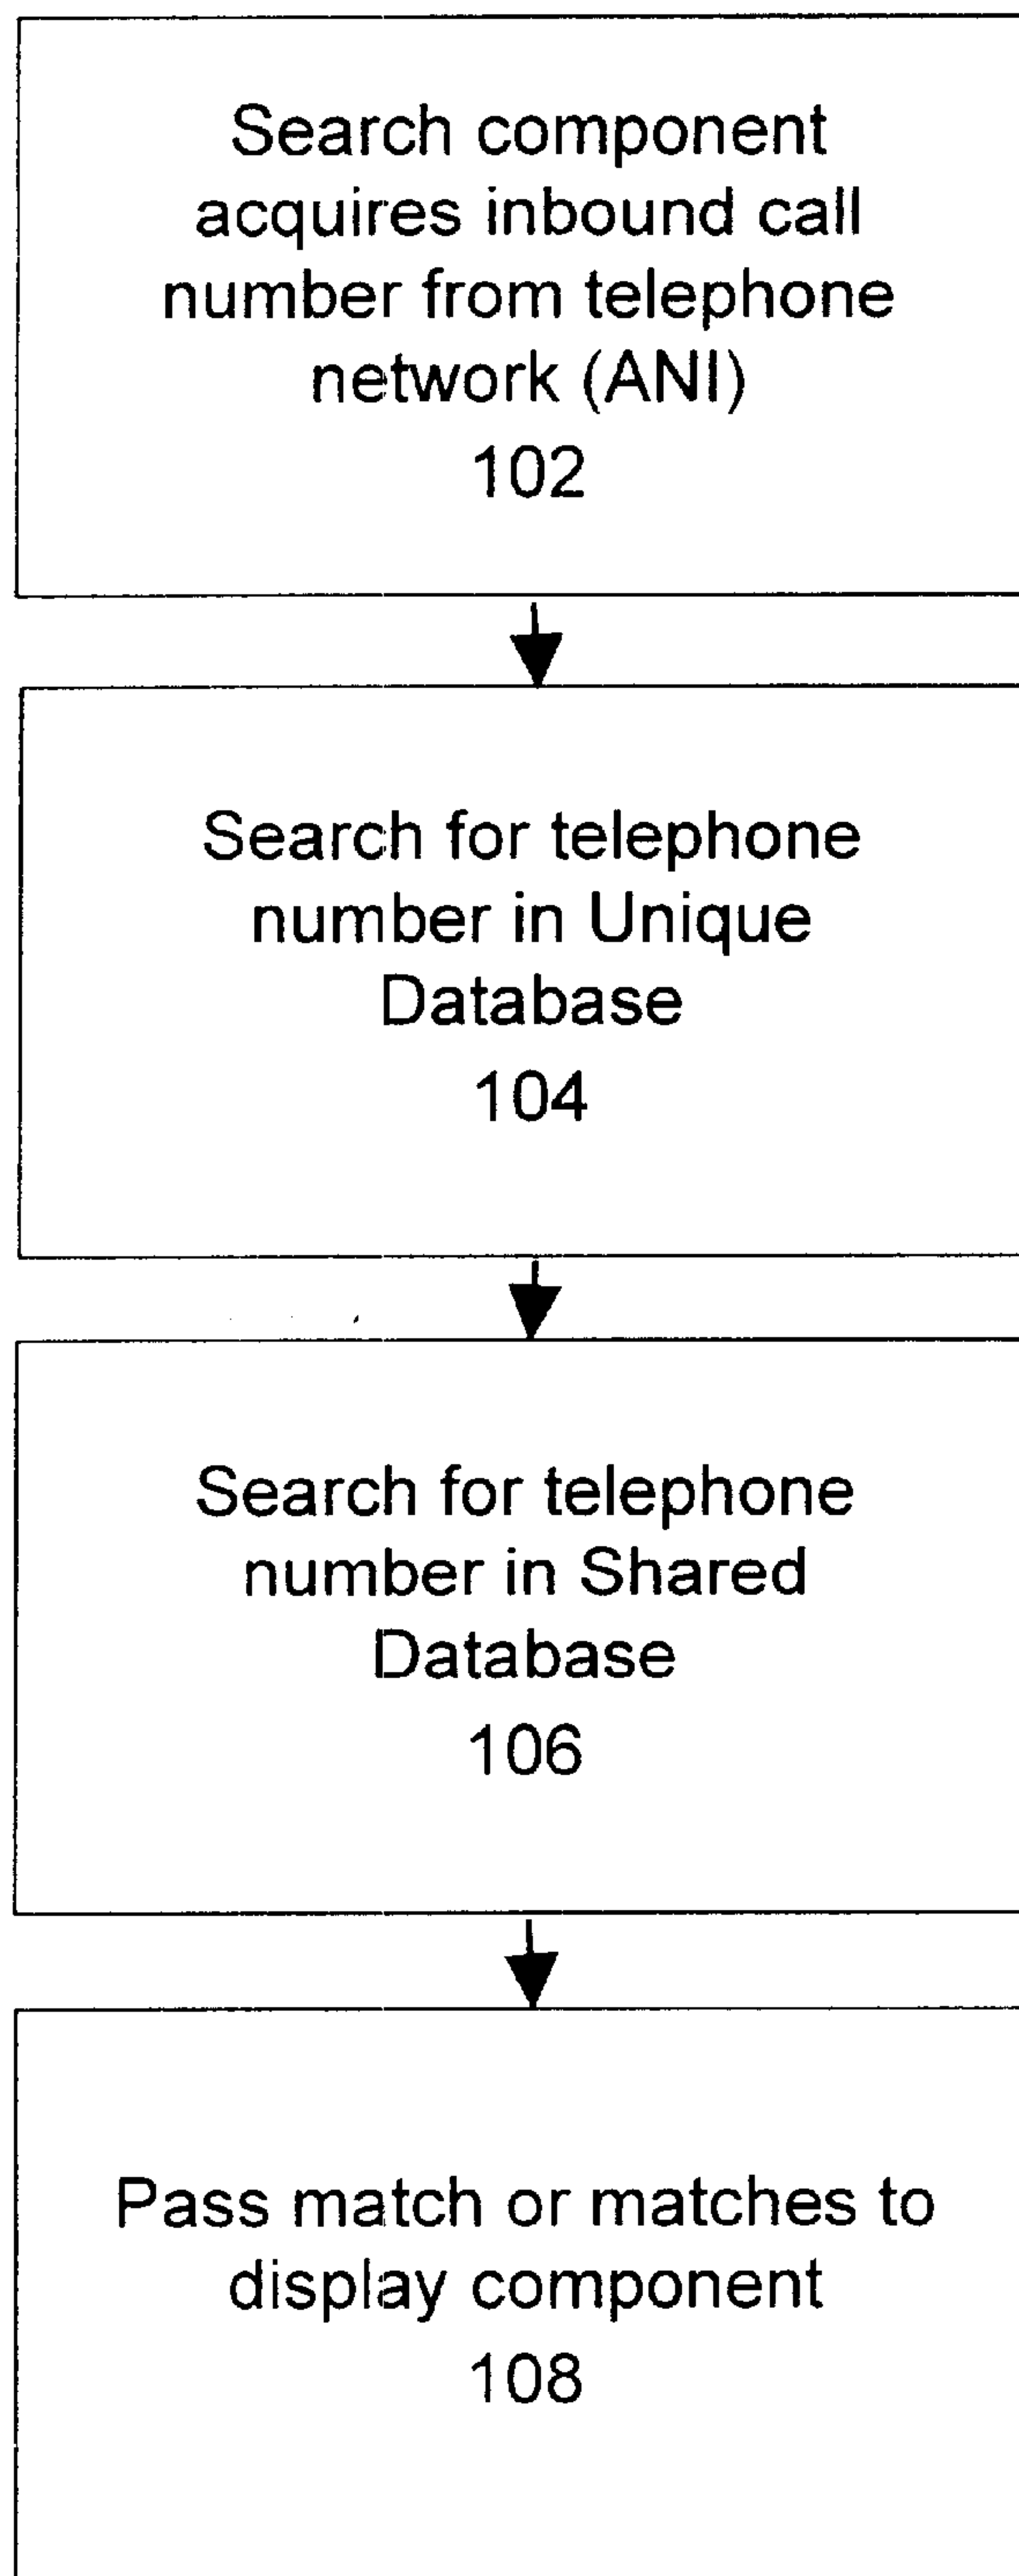 Search component
acquires inbound call
number from telephone
network (ANI)
102
Search for telephone
number in Unique
Database
104
Search for telephone
number in Shared
Database
106
Pass match or matches to
display component
108